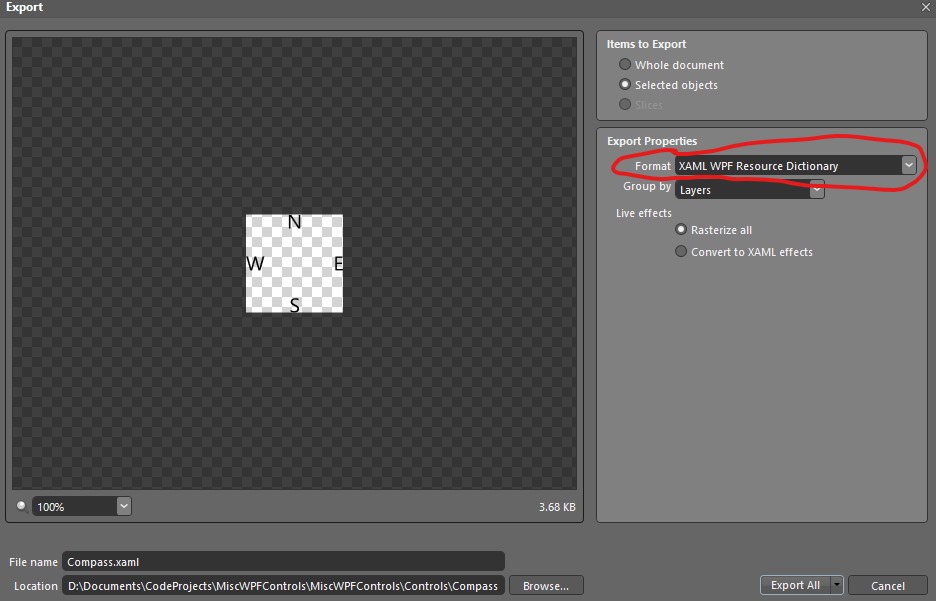 Export
N
W E
S
100%
3.68 KB
Items to Export
Whole document
Selected objects
Slices
Export Properties
Format XAML WPF Resource Dictionary
Group by Layers
Live effects
Rasterize all
Convert to XAML effects
File name Compass.xaml
Location D:\Documents\CodeProjects\MiscWPFControls\MiscWPFControls\Controls\Compass Browse...
Export All Cancel